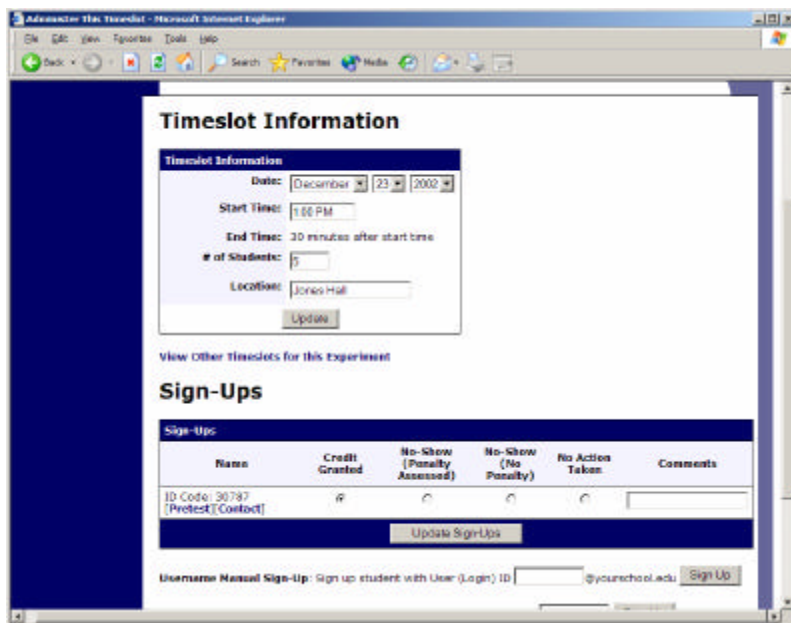 Administer This Timeslot - Microsoft Internet Explorer
File Edit View Favorites Tools Help
Back Search Favorites Media
Timeslot Information
Timeslot Information
Date: December 23 2002
Start Time: 1:00 PM
End Time: 30 minutes after start time
# of Students: 5
Location: Jones Hall
Update
View Other Timeslots for this Experiment
Sign-Ups
Sign-Ups
Name Credit Granted No-Show (Penalty Assessed) No-Show (No Penalty) No Action Taken Comments
ID Code: 30787
[Pretest][Contact]
Update Sign-Ups
Username Manual Sign-Up: Sign up student with User (Login) ID @yourschool.edu Sign Up